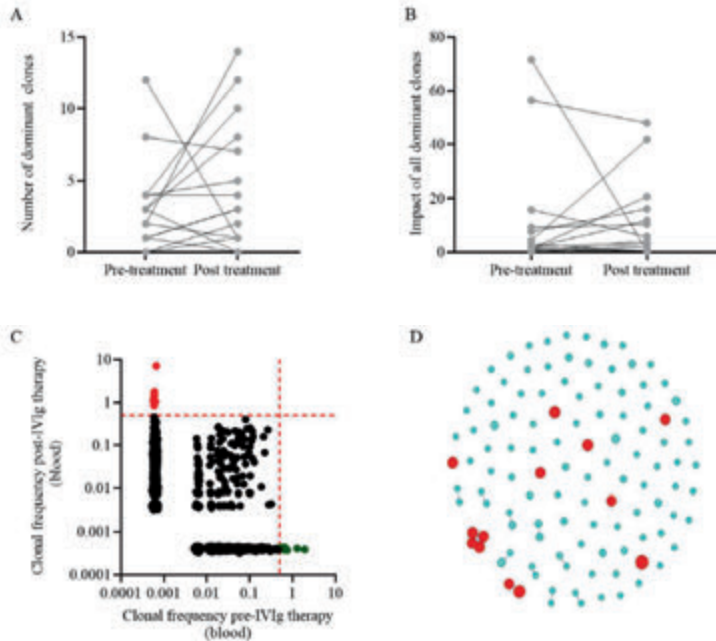 A
B
Number of dominant clones
15
10
5
0
Pre-treatment Post treatment
Impact of all dominant clones
80
60
40
20
0
Pre-treatment Post treatment
C
D
Clonal frequency post-IVIg therapy
(blood)
10
1
0.1
0.01
0.001
0.0001
0.0001 0.001 0.01 0.1 1 10
Clonal frequency pre-IVIg therapy
(blood)